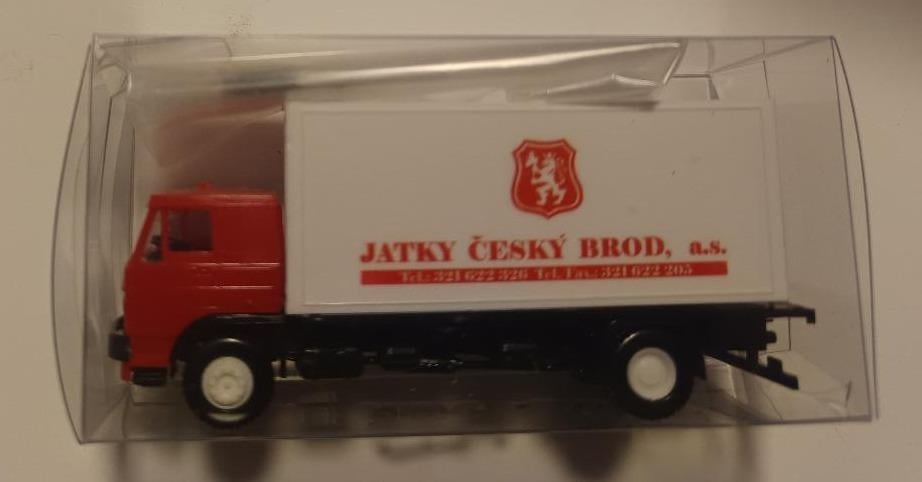 JATKY ČESKÝ BROD, a.s.
Tel.: 321 622 326 Tel. Fax.: 321 622 205